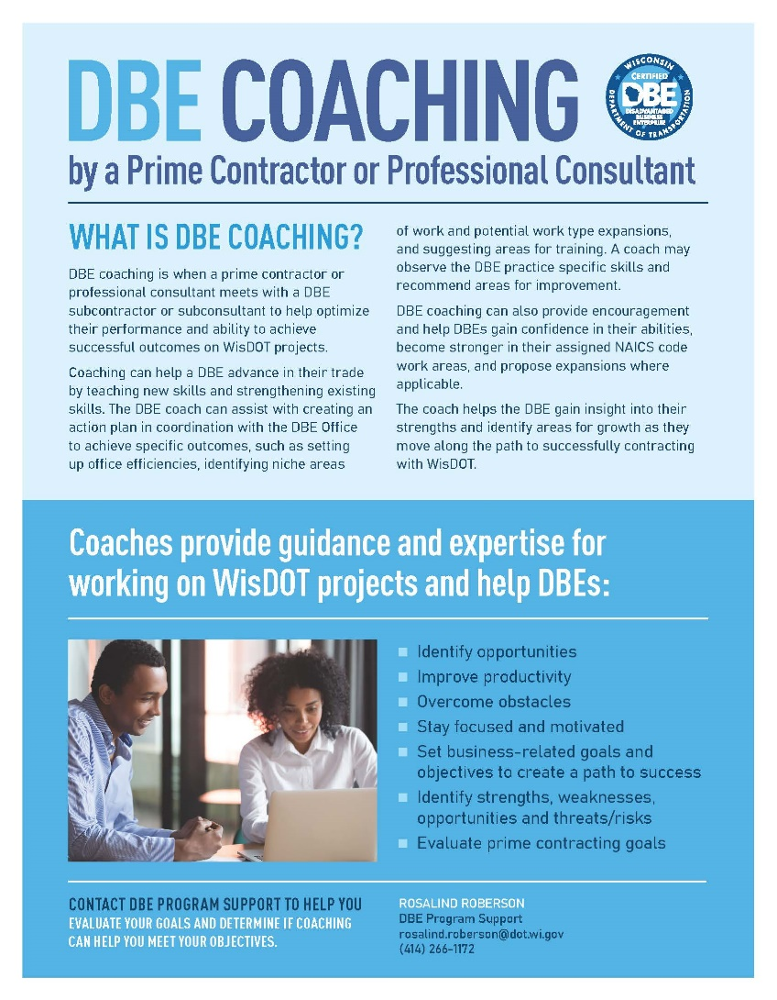 DBE COACHING
WISCONSIN
CERTIFIED
DBE
DISADVANTAGED
BUSINESS
ENTERPRISE
DEPARTMENT OF TRANSPORTATION
by a Prime Contractor or Professional Consultant
WHAT IS DBE COACHING?
DBE coaching is when a prime contractor or
professional consultant meets with a DBE
subcontractor or subconsultant to help optimize
their performance and ability to achieve
successful outcomes on WisDOT projects.
Coaching can help a DBE advance in their trade
by teaching new skills and strengthening existing
skills. The DBE coach can assist with creating an
action plan in coordination with the DBE Office
to achieve specific outcomes, such as setting
up office efficiencies, identifying niche areas
of work and potential work type expansions,
and suggesting areas for training. A coach may
observe the DBE practice specific skills and
recommend areas for improvement.
DBE coaching can also provide encouragement
and help DBEs gain confidence in their abilities,
become stronger in their assigned NAICS code
work areas, and propose expansions where
applicable.
The coach helps the DBE gain insight into their
strengths and identify areas for growth as they
move along the path to successfully contracting
with WisDOT.
Coaches provide guidance and expertise for
working on WisDOT projects and help DBEs:
Identify opportunities
Improve productivity
Overcome obstacles
Stay focused and motivated
Set business-related goals and
objectives to create a path to success
Identify strengths, weaknesses,
opportunities and threats/risks
Evaluate prime contracting goals
CONTACT DBE PROGRAM SUPPORT TO HELP YOU
EVALUATE YOUR GOALS AND DETERMINE IF COACHING
CAN HELP YOU MEET YOUR OBJECTIVES.
ROSALIND ROBERSON
DBE Program Support
rosalind.roberson@dot.wi.gov
(414) 266-1172